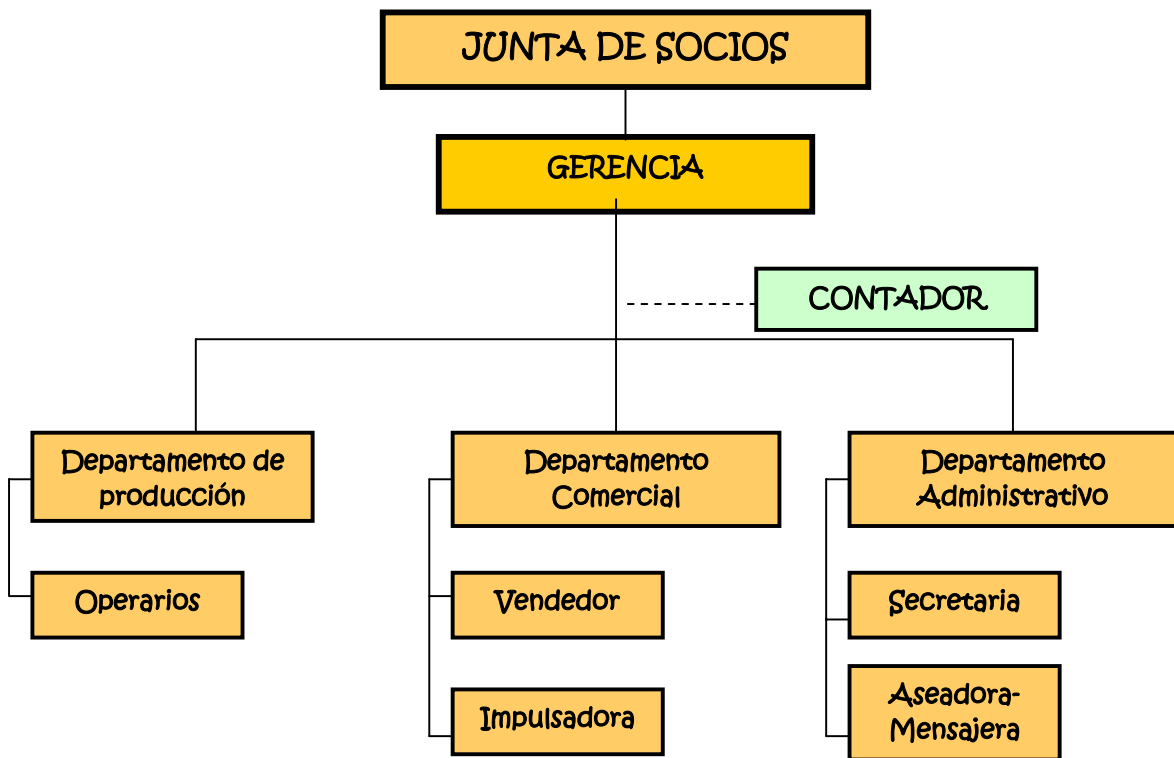 JUNTA DE SOCIOS
GERENCIA
CONTADOR
Departamento de
producción
Departamento
Comercial
Departamento
Administrativo
Operarios
Vendedor
Secretaria
Impulsadora
Aseadora-
Mensajera